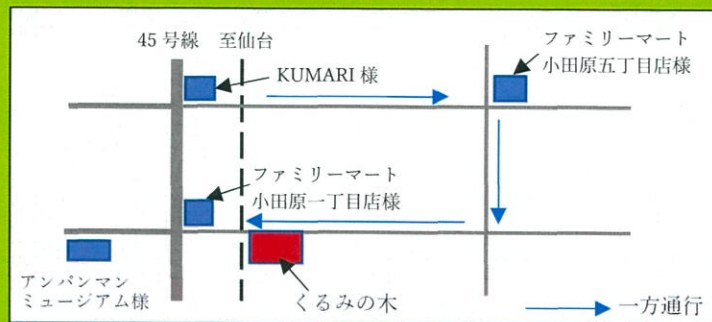 45号線 至仙台
KUMARI 様
ファミリーマート
小田原五丁目店様
ファミリーマート
小田原一丁目店様
アンパンマン
ミュージアム様
くるみの木
一方通行